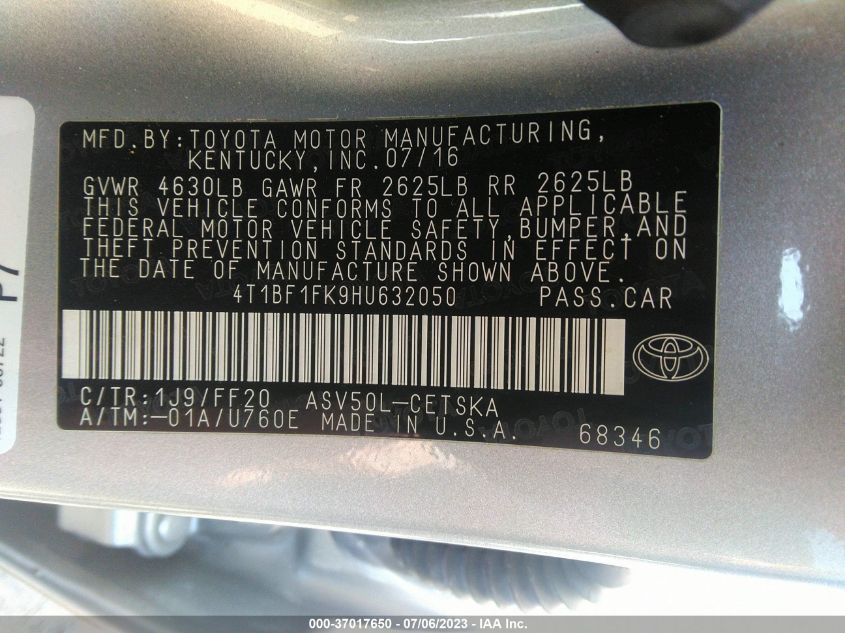 MFD. BY: TOYOTA MOTOR MANUFACTURING,
KENTUCKY, INC. 07/16
GVWR 4630LB GAWR FR 2625LB RR 2625LB
THIS VEHICLE CONFORMS TO ALL APPLICABLE
FEDERAL MOTOR VEHICLE SAFETY, BUMPER, AND
THEFT PREVENTION STANDARDS IN EFFECT ON
THE DATE OF MANUFACTURE SHOWN ABOVE.
4T1BF1FK9HU632050 PASS.CAR
C/TR: 1J9/FF20 ASV50L-CETSKA
A/TM:-01A/U760E MADE IN U.S.A. 68346
P7
000-37017650 - 07/06/2023 - © IAA Inc.